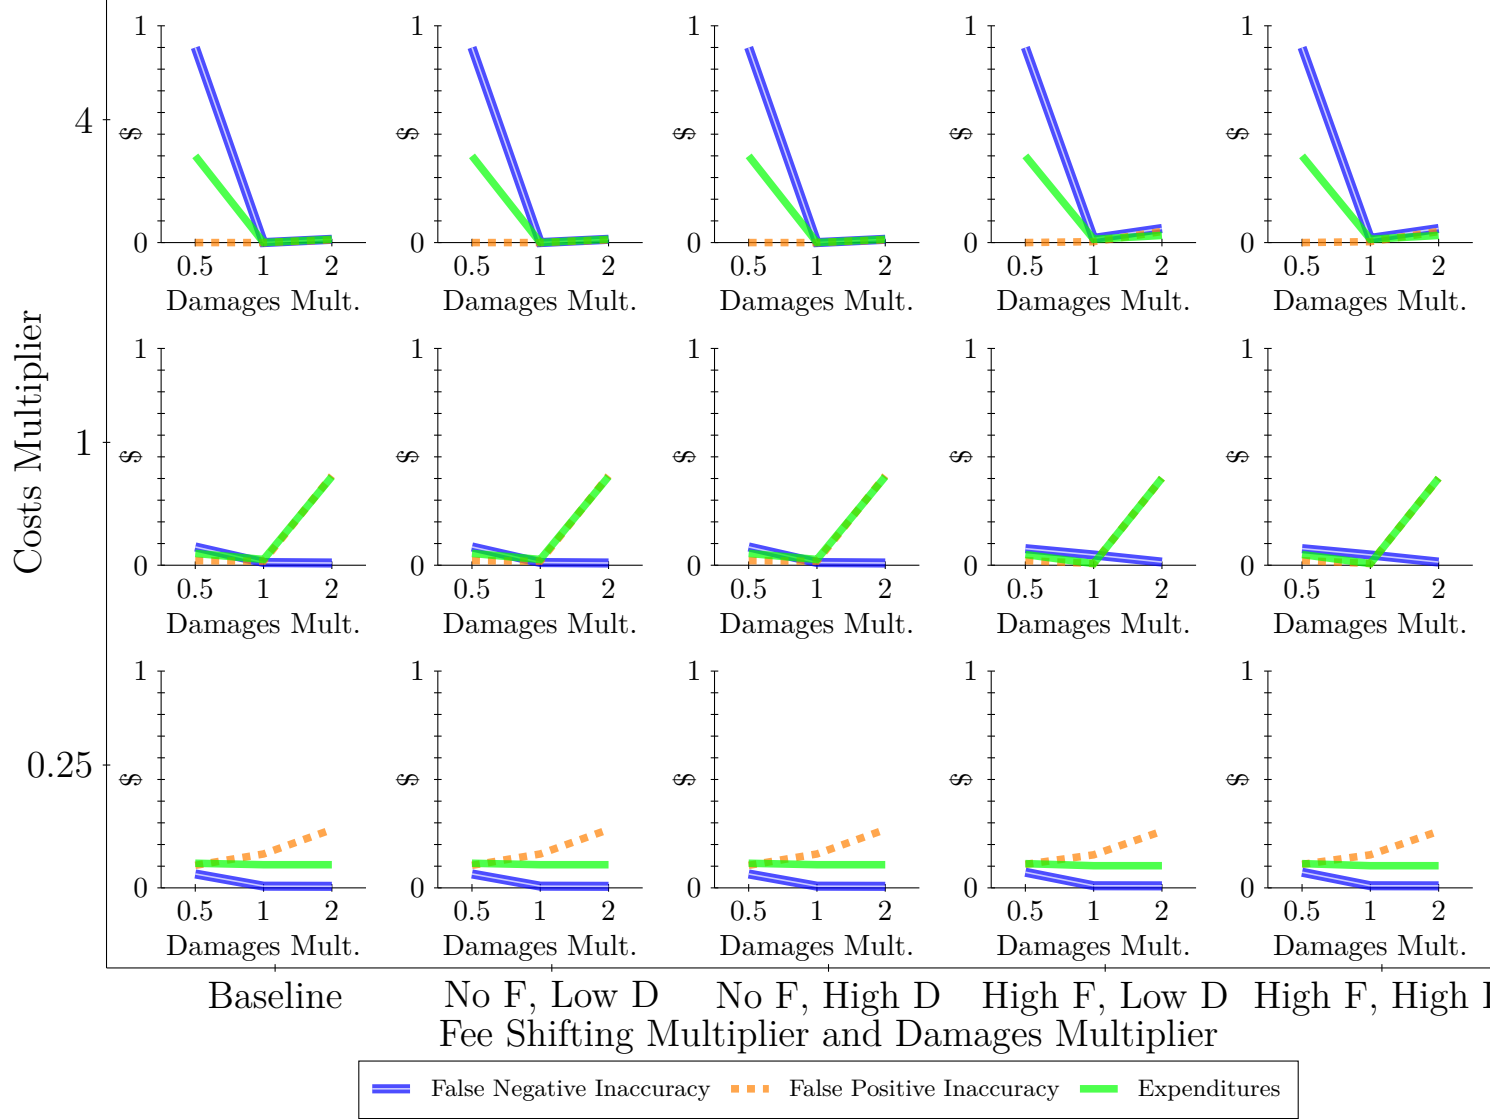 1 1 1 1 1
4
$ $ $ $ $
0 0 0 0 0
0.5 1 2 0.5 1 2 0.5 1 2 0.5 1 2 0.5 1 2
Damages Mult. Damages Mult. Damages Mult. Damages Mult. Damages Mult.
Costs Multiplier
1 1 1 1 1
1
$ $ $ $ $
0 0 0 0 0
0.5 1 2 0.5 1 2 0.5 1 2 0.5 1 2 0.5 1 2
Damages Mult. Damages Mult. Damages Mult. Damages Mult. Damages Mult.
1 1 1 1 1
0.25
$ $ $ $ $
0 0 0 0 0
0.5 1 2 0.5 1 2 0.5 1 2 0.5 1 2 0.5 1 2
Damages Mult. Damages Mult. Damages Mult. Damages Mult. Damages Mult.
Baseline No F, Low D No F, High D High F, Low D High F, High
Fee Shifting Multiplier and Damages Multiplier
False Negative Inaccuracy False Positive Inaccuracy Expenditures